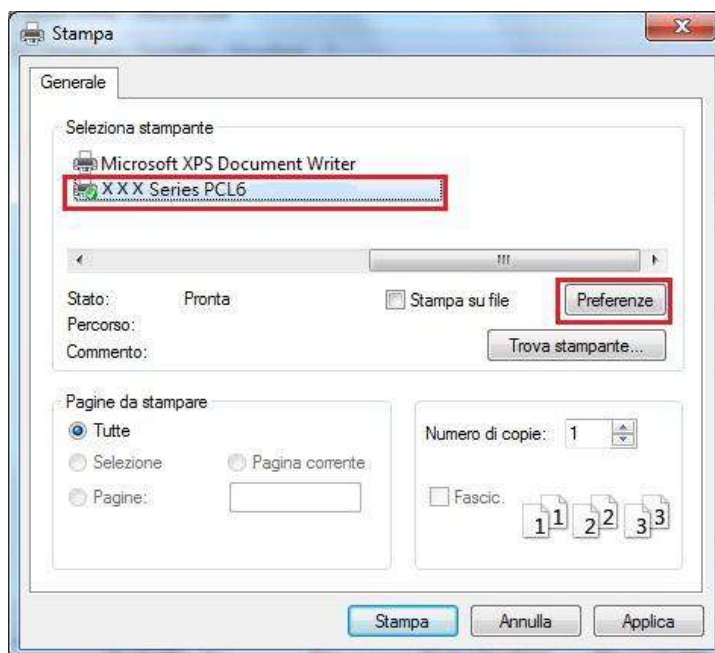 Stampa
Generale
Seleziona stampante
Microsoft XPS Document Writer
X X X Series PCL6
Stato: Pronta
Stampa su file
Preferenze
Percorso:
Commento:
Trova stampante...
Pagine da stampare
Tutte
Selezione
Pagina corrente
Pagine:
Numero di copie: 1
Fascic.
1 1 2 2 3 3
Stampa
Annulla
Applica